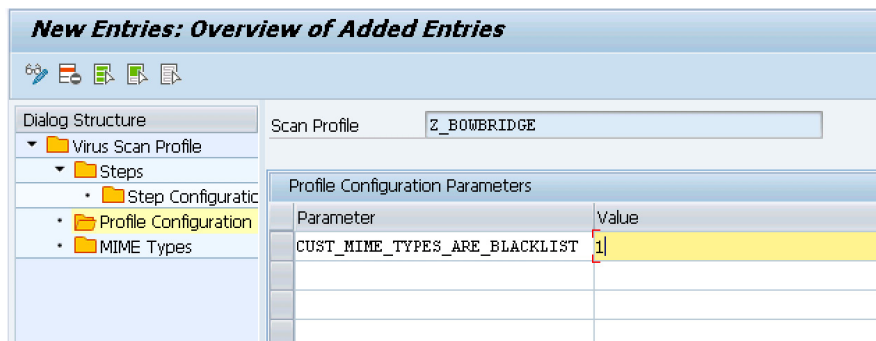 New Entries: Overview of Added Entries
Dialog Structure
Virus Scan Profile
Steps
Step Configuratic
Profile Configuration
MIME Types
Scan Profile Z_BOWBRIDGE
Profile Configuration Parameters
Parameter Value
CUST_MIME_TYPES_ARE_BLACKLIST 1